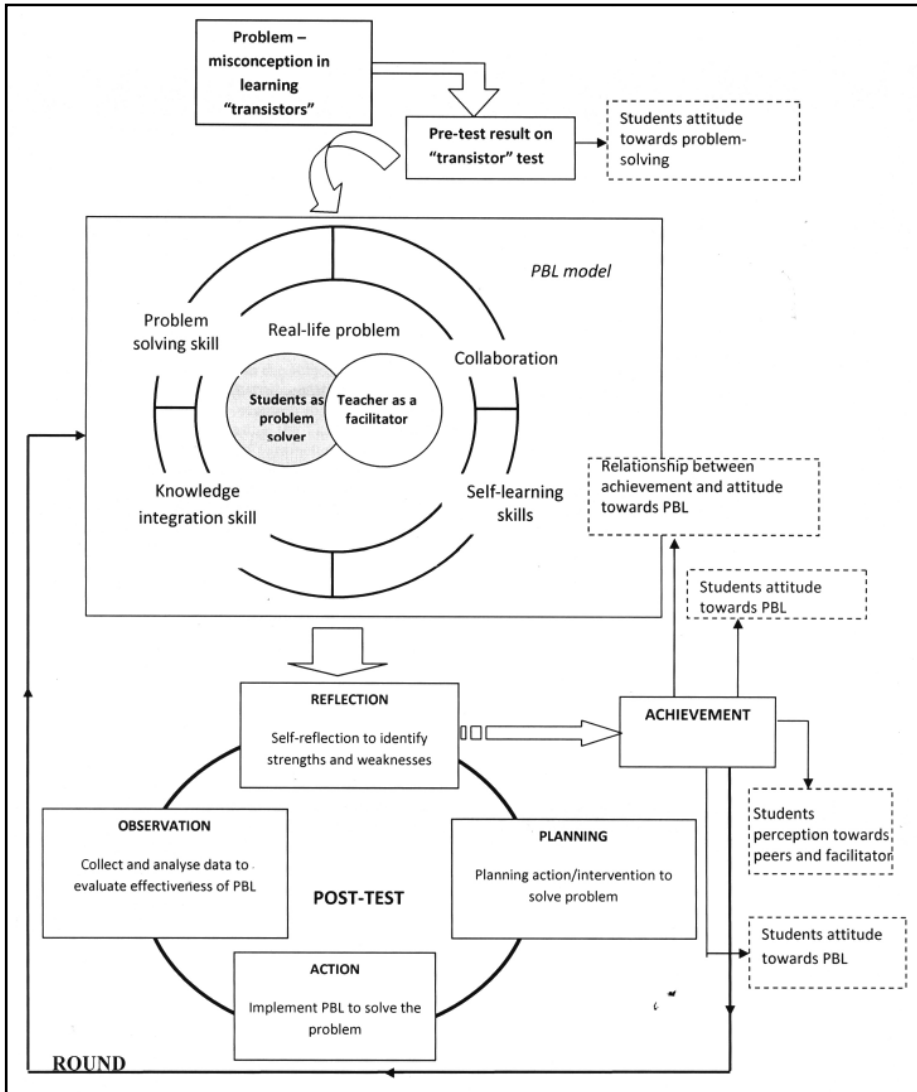 Problem –
misconception in
learning
“transistors”
Pre-test result on
“transistor” test
Students attitude
towards problem-
solving
PBL model
Problem
solving skill
Real-life problem
Collaboration
Students as
problem
solver
Teacher as a
facilitator
Knowledge
integration skill
Self-learning
skills
Relationship between
achievement and attitude
towards PBL
Students attitude
towards PBL
REFLECTION
Self-reflection to identify
strengths and weaknesses
ACHIEVEMENT
Students
perception towards
peers and facilitator
OBSERVATION
Collect and analyse data to
evaluate effectiveness of PBL
PLANNING
Planning action/intervention to
solve problem
POST-TEST
Students attitude
towards PBL
ACTION
Implement PBL to solve the
problem
ROUND